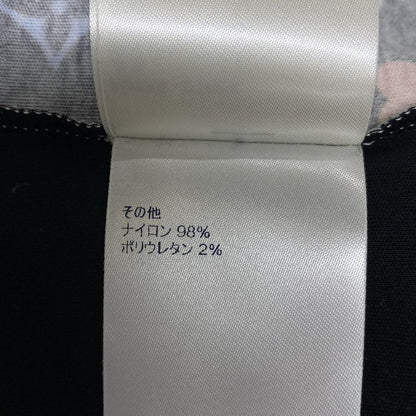 その他
ナイロン 98%
ポリウレタン 2%